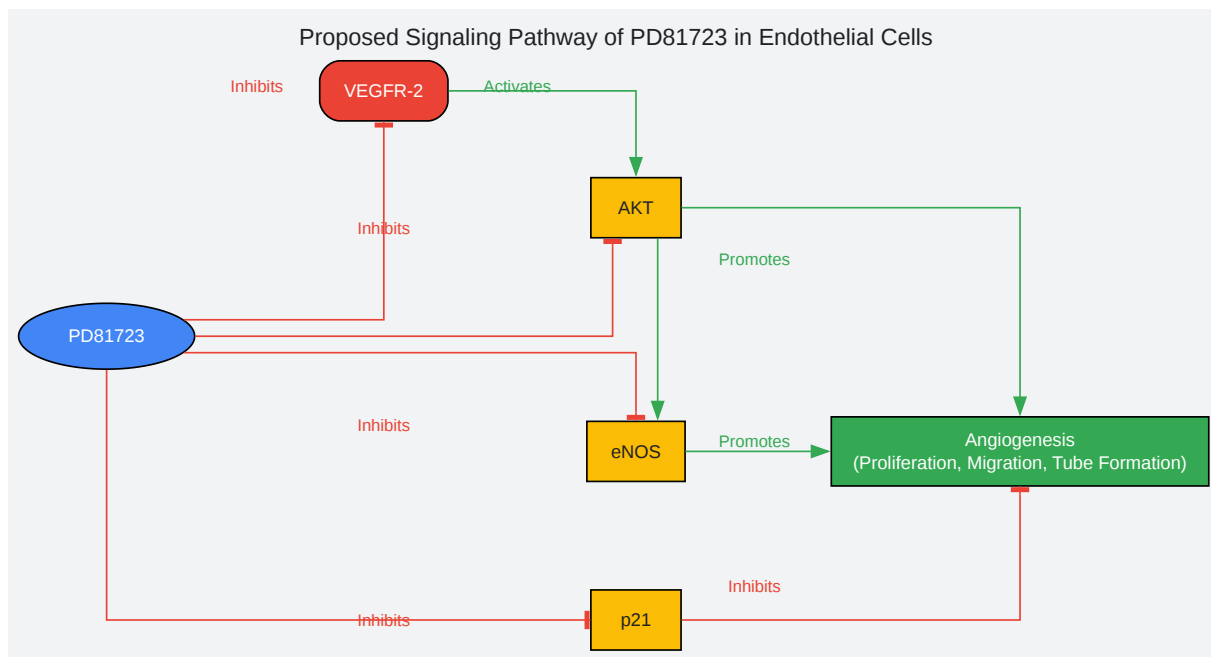 Proposed Signaling Pathway of PD81723 in Endothelial Cells
Inhibits
VEGFR-2
Activates
AKT
Inhibits
Promotes
PD81723
Inhibits
eNOS
Promotes
Angiogenesis
(Proliferation, Migration, Tube Formation)
Inhibits
p21
Inhibits